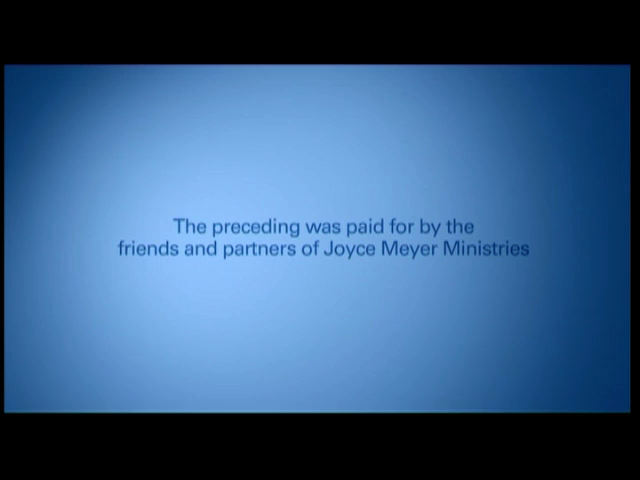 The preceding was paid for by the
friends and partners of Joyce Meyer Ministries